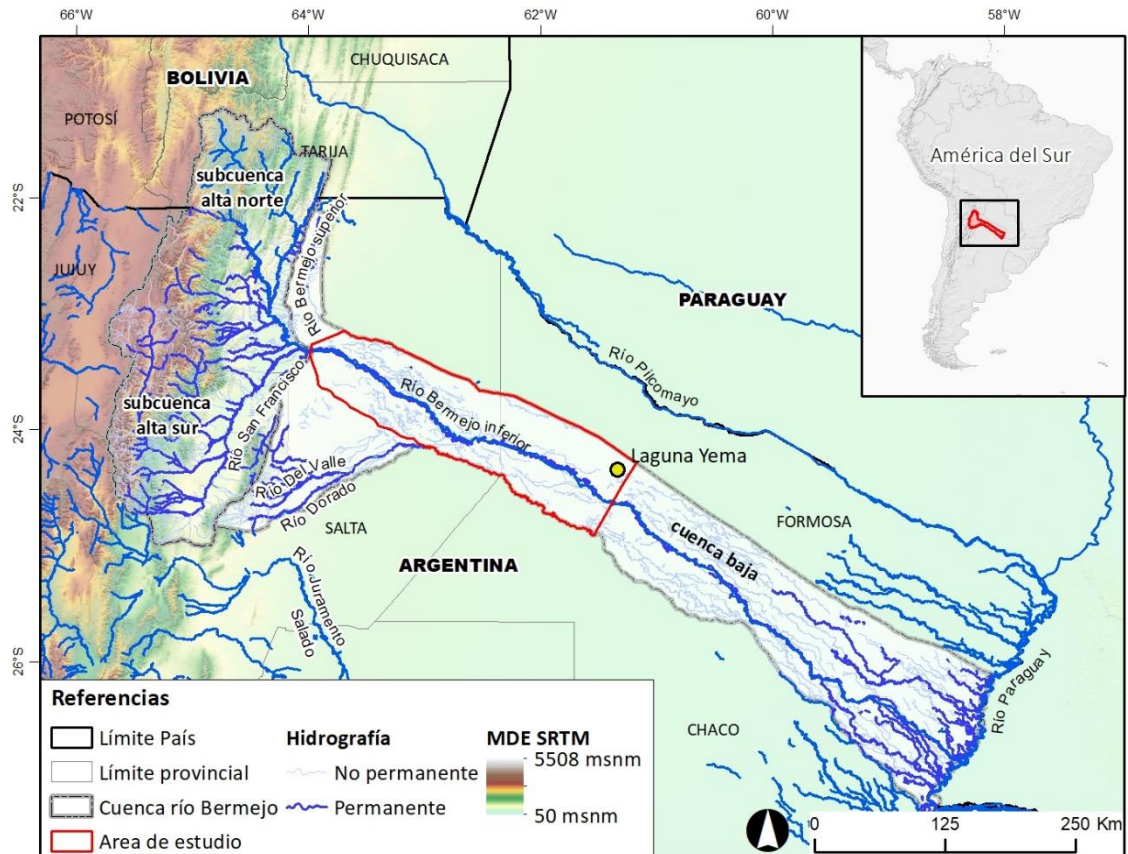 66°W
64°W
62°W
60°W
58°W
22°S
24°S
26°S
CHUQUISACA
BOLIVIA
POTOSÍ
TARIJA
subcuenca
alta norte
Río Bermejo superior
JUJUY
PARAGUAY
América del Sur
Río Pilcomayo
subcuenca
alta sur
Río San Francisco
Río Bermejo inferior
Laguna Yema
Río Del Valle
Río Dorado
SALTA
FORMOSA
cuenca baja
ARGENTINA
Río Juramento
Salado
Río Paraguay
CHACO
Referencias
Límite País
Límite provincial
Cuenca río Bermejo
Area de estudio
Hidrografía
No permanente
Permanente
MDE SRTM
5508 msnm
50 msnm
0 125 250 Km